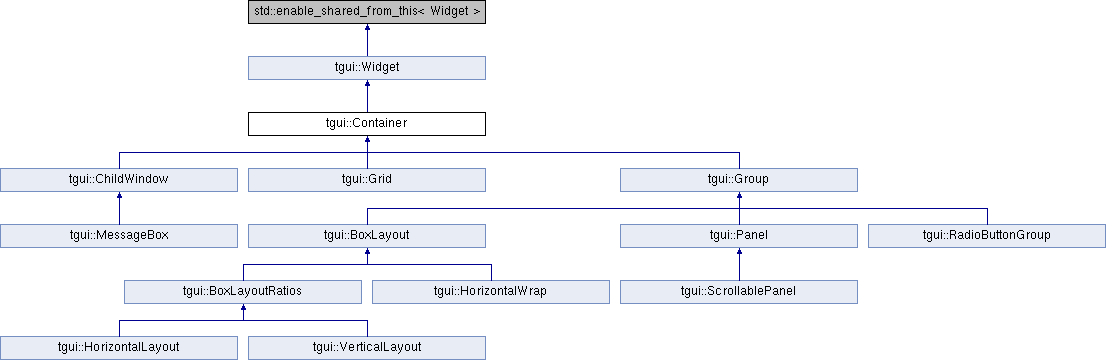 std::enable_shared_from_this< Widget >
tgui::Widget
tgui::Container
tgui::ChildWindow
tgui::Grid
tgui::Group
tgui::MessageBox
tgui::BoxLayout
tgui::Panel
tgui::RadioButtonGroup
tgui::BoxLayoutRatios
tgui::HorizontalWrap
tgui::ScrollablePanel
tgui::HorizontalLayout
tgui::VerticalLayout